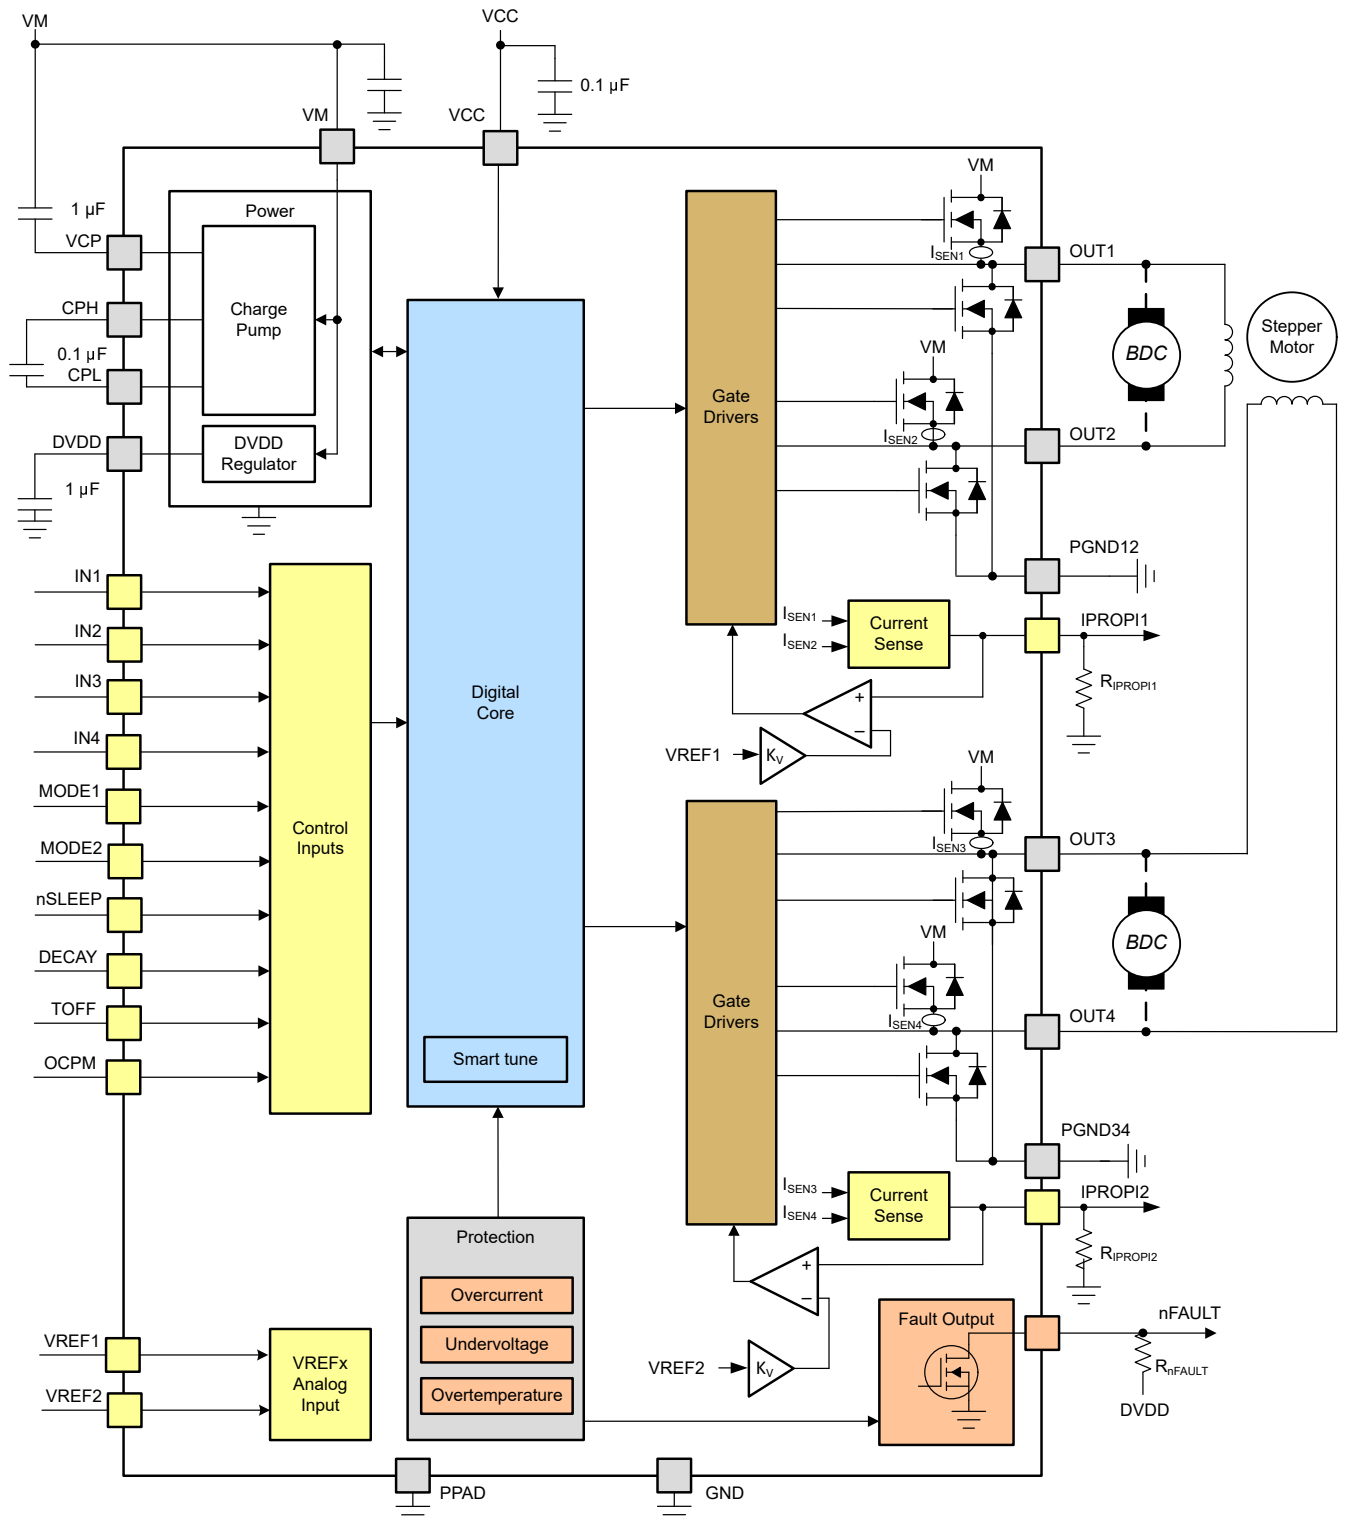 VM
VCC
0.1 µF
VM
VCC
1 µF
VCP
CPH
0.1 µF
CPL
DVDD
1 µF
Power
Charge
Pump
DVDD
Regulator
IN1
IN2
IN3
IN4
MODE1
MODE2
nSLEEP
DECAY
TOFF
OCPM
Control
Inputs
Digital
Core
Smart tune
Gate
Drivers
VM
ISEN1
VM
ISEN2
OUT1
OUT2
BDC
Stepper
Motor
PGND12
ISEN1
ISEN2
Current
Sense
IPROPI1
RIPROPI1
+
−
VREF1
KV
Gate
Drivers
VM
ISEN3
VM
ISEN4
OUT3
OUT4
BDC
PGND34
ISEN3
ISEN4
Current
Sense
IPROPI2
RIPROPI2
+
−
VREF2
KV
Protection
Overcurrent
Undervoltage
Overtemperature
Fault Output
nFAULT
RnFAULT
DVDD
VREF1
VREF2
VREFx
Analog
Input
PPAD
GND